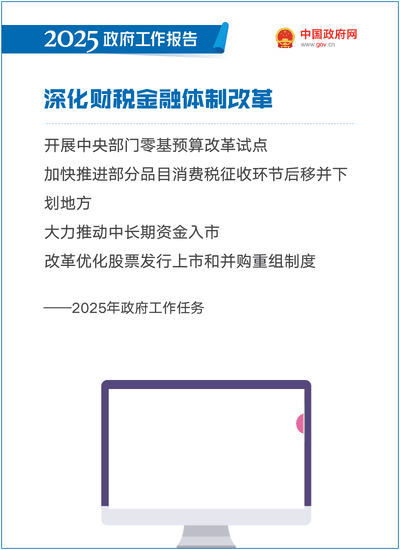 2025 政府工作报告
中国政府网
www.gov.cn
深化财税金融体制改革
开展中央部门零基预算改革试点
加快推进部分品目消费税征收环节后移并下
划地方
大力推动中长期资金入市
改革优化股票发行上市和并购重组制度
——2025年政府工作任务